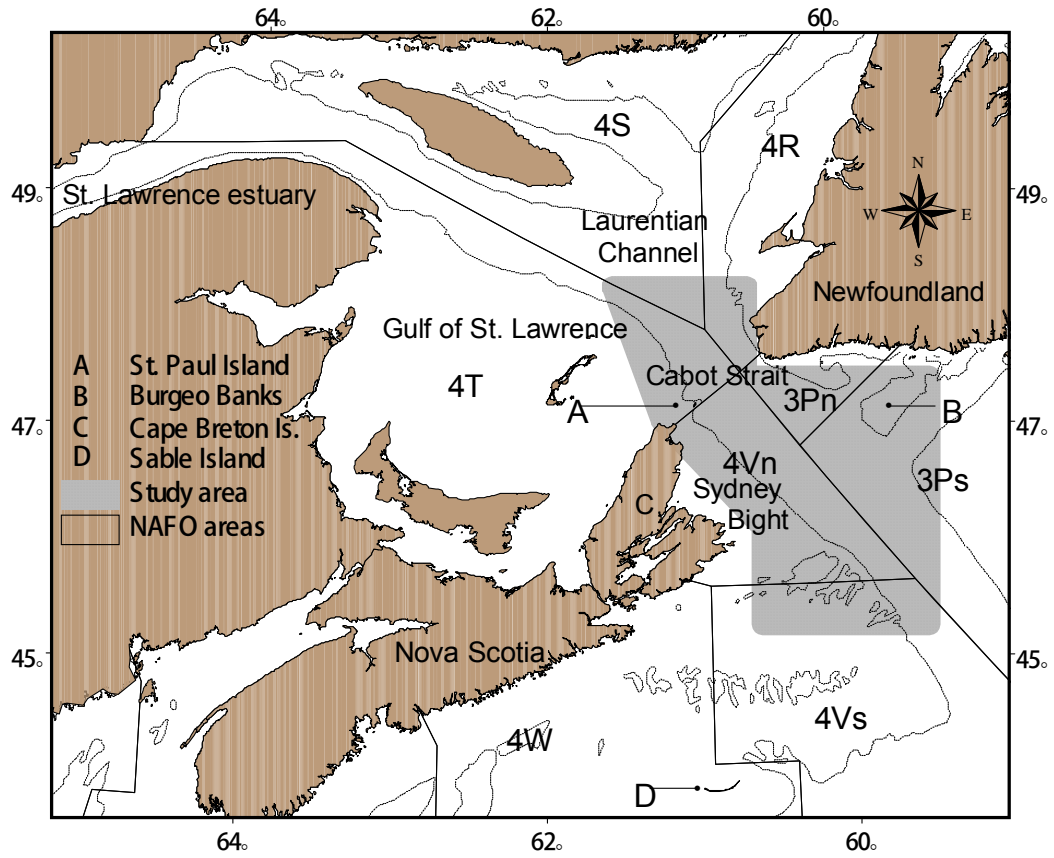 64° 62° 60°
4S
4R
N
49° 49°
St. Lawrence estuary
W E
Laurentian
Channel
S
Newfoundland
Gulf of St. Lawrence
A St. Paul Island
Cabot Strait
4T
B Burgeo Banks
3Pn
A B
47° 47°
C Cape Breton Is.
D Sable Island
4Vn
3Ps
Study area
Sydney
C
Bight
NAFO areas
45° 45°
Nova Scotia
4Vs
4W
D
64° 62° 60°